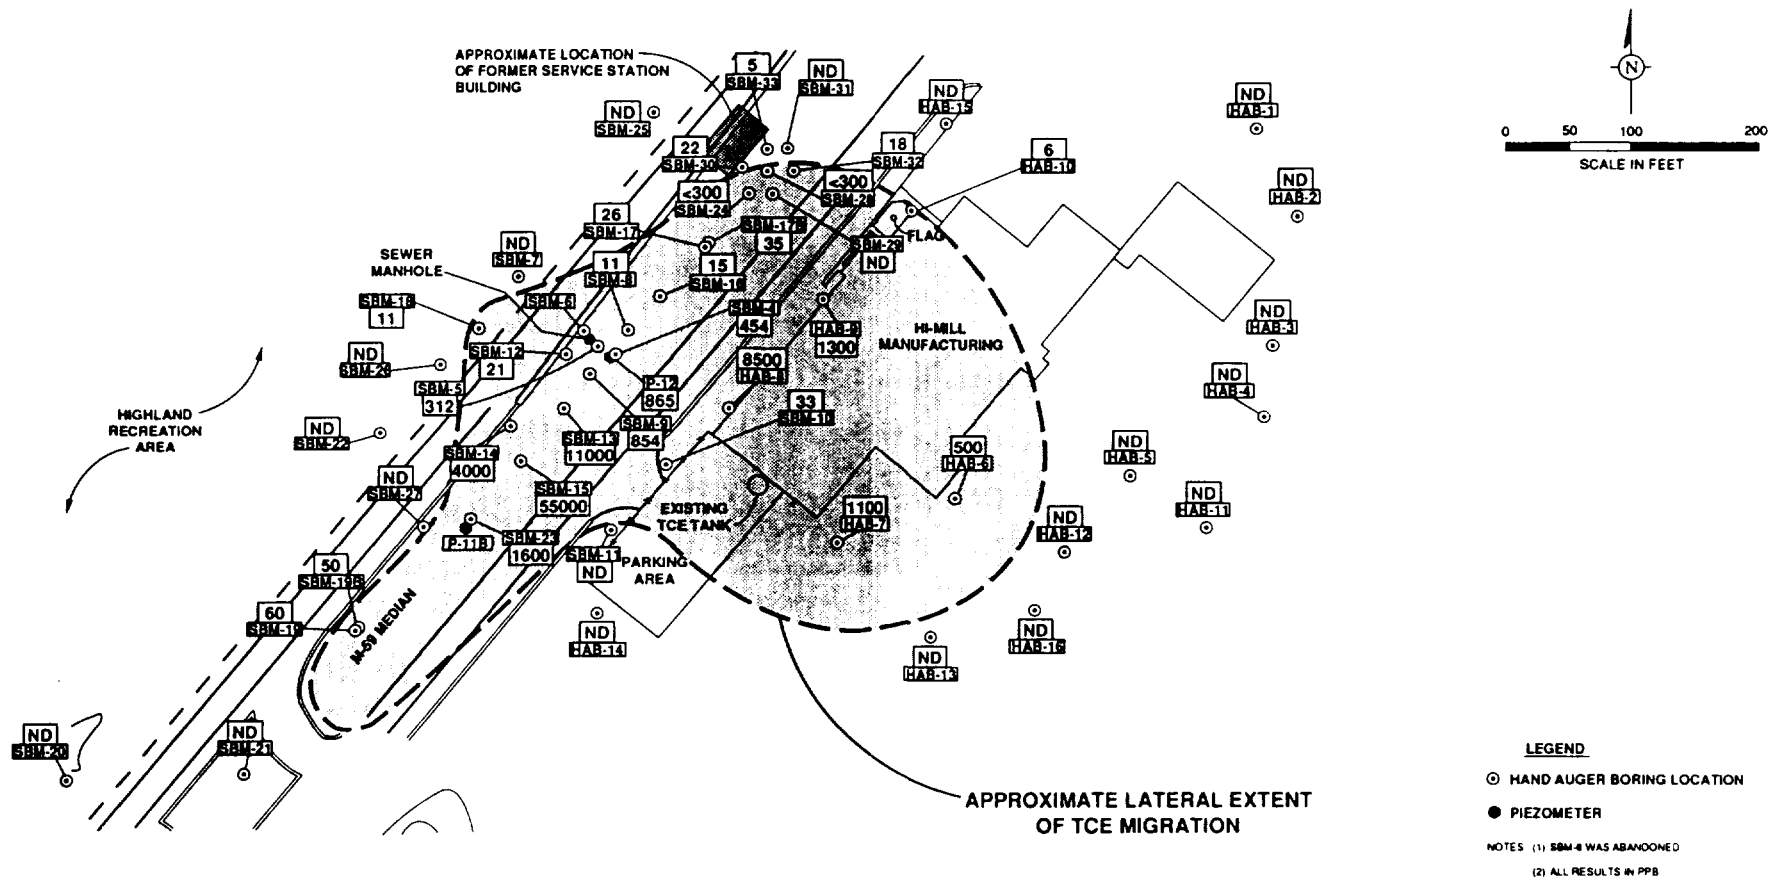 APPROXIMATE LOCATION
OF FORMER SERVICE STATION
BUILDING
5
SBM-33
ND
SBM-31
ND
SBM-25
ND
HAB-15
ND
HAB-1
N
0 50 100 200
SCALE IN FEET
22
SBM-30
18
SBM-32
6
HAB-10
<300
SBM-24
<300
SBM-28
ND
HAB-2
26
SBM-17
SBM-17B
35
FLAG
SBM-29
ND
ND
SBM-7
SEWER
MANHOLE
11
SBM-8
15
SBM-16
SBM-18
11
SBM-6
SBM-4
454
HAB-9
1300
HI-MILL
MANUFACTURING
ND
HAB-3
ND
SBM-26
SBM-12
21
8500
HAB-8
SBM-5
312
P-12
865
ND
HAB-4
HIGHLAND
RECREATION
AREA
ND
SBM-22
33
SBM-10
SBM-9
854
SBM-13
11000
SBM-14
4000
500
HAB-6
ND
HAB-5
ND
SBM-27
SBM-15
55000
EXISTING
TCE TANK
1100
HAB-7
ND
HAB-11
ND
HAB-12
P-11B
SBM-23
1600
SBM-11
ND
PARKING
AREA
50
SBM-19B
60
SBM-19
M-59 MEDIAN
ND
HAB-14
ND
HAB-13
ND
HAB-16
ND
SBM-20
ND
SBM-21
APPROXIMATE LATERAL EXTENT
OF TCE MIGRATION
LEGEND
HAND AUGER BORING LOCATION
PIEZOMETER
NOTES (1) SBM-6 WAS ABANDONED
(2) ALL RESULTS IN PPB